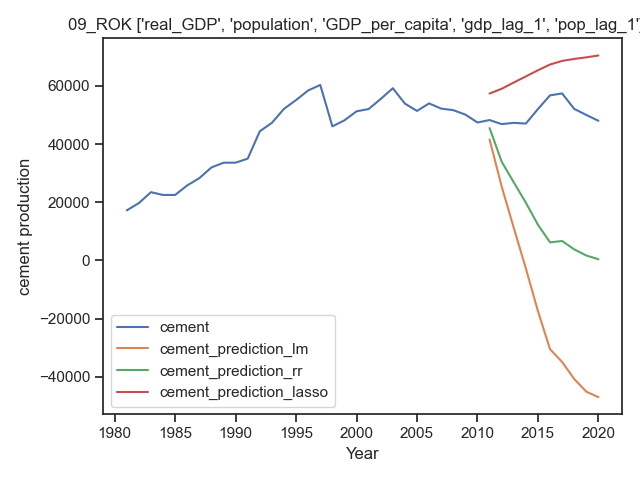 09_ROK ['real_GDP', 'population', 'GDP_per_capita', 'gdp_lag_1', 'pop_lag_1']
60000
40000
20000
0
−20000
−40000
cement production
cement
cement_prediction_lm
cement_prediction_rr
cement_prediction_lasso
1980 1985 1990 1995 2000 2005 2010 2015 2020
Year